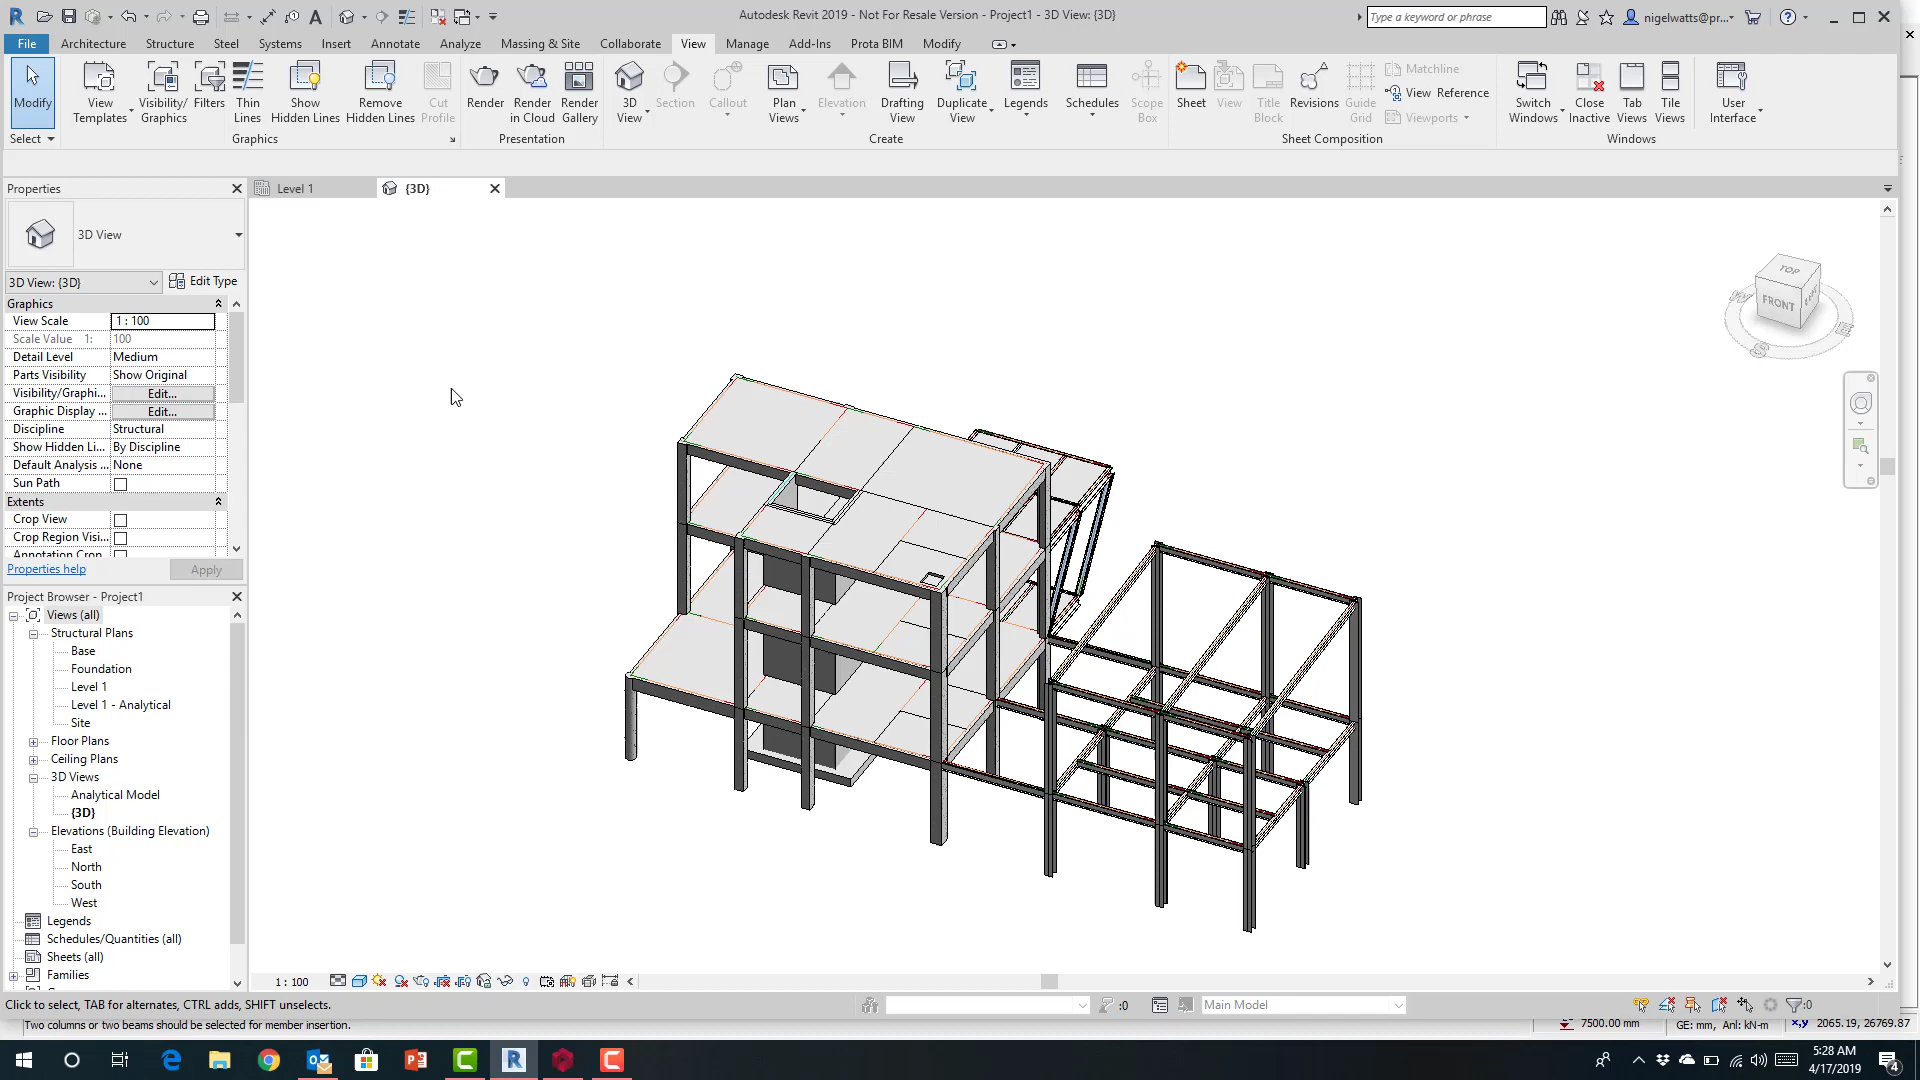 Autodesk Revit 2019 - Not For Resale Version - Project1 - 3D View: {3D}
Type a keyword or phrase
nigelwatts@pr...
File Architecture Structure Steel Systems Insert Annotate Analyze Massing & Site Collaborate View Manage Add-Ins Prota BIM Modify
Modify
View Templates
Visibility/ Graphics
Filters
Thin Lines
Show Hidden Lines
Remove Hidden Lines
Cut Profile
Render
Render in Cloud
Render Gallery
3D View
Section
Callout
Plan Views
Elevation
Drafting View
Duplicate View
Legends
Schedules
Scope Box
Sheet
View
Title Block
Revisions
Guide Grid
Matchline
View Reference
Viewports
Switch Windows
Close Inactive
Tab Views
Tile Views
User Interface
Select Graphics Presentation Create Sheet Composition Windows
Properties
Level 1
{3D}
3D View
3D View: {3D}
Edit Type
Graphics
View Scale 1 : 100
Scale Value 1: 100
Detail Level Medium
Parts Visibility Show Original
Visibility/Graphi... Edit...
Graphic Display ... Edit...
Discipline Structural
Show Hidden Li... By Discipline
Default Analysis ... None
Sun Path
Extents
Crop View
Crop Region Visi...
Annotation Crop
Properties help
Apply
Project Browser - Project1
Views (all)
Structural Plans
Base
Foundation
Level 1
Level 1 - Analytical
Site
Floor Plans
Ceiling Plans
3D Views
Analytical Model
{3D}
Elevations (Building Elevation)
East
North
South
West
Legends
Schedules/Quantities (all)
Sheets (all)
Families
TOP
FRONT
W
E
S
1 : 100
Click to select, TAB for alternates, CTRL adds, SHIFT unselects.
:0
Main Model
:0
Two columns or two beams should be selected for member insertion.
7500.00 mm
GE: mm, Anl: kN-m
x,y 2065.19, 26769.87
5:28 AM
4/17/2019
4